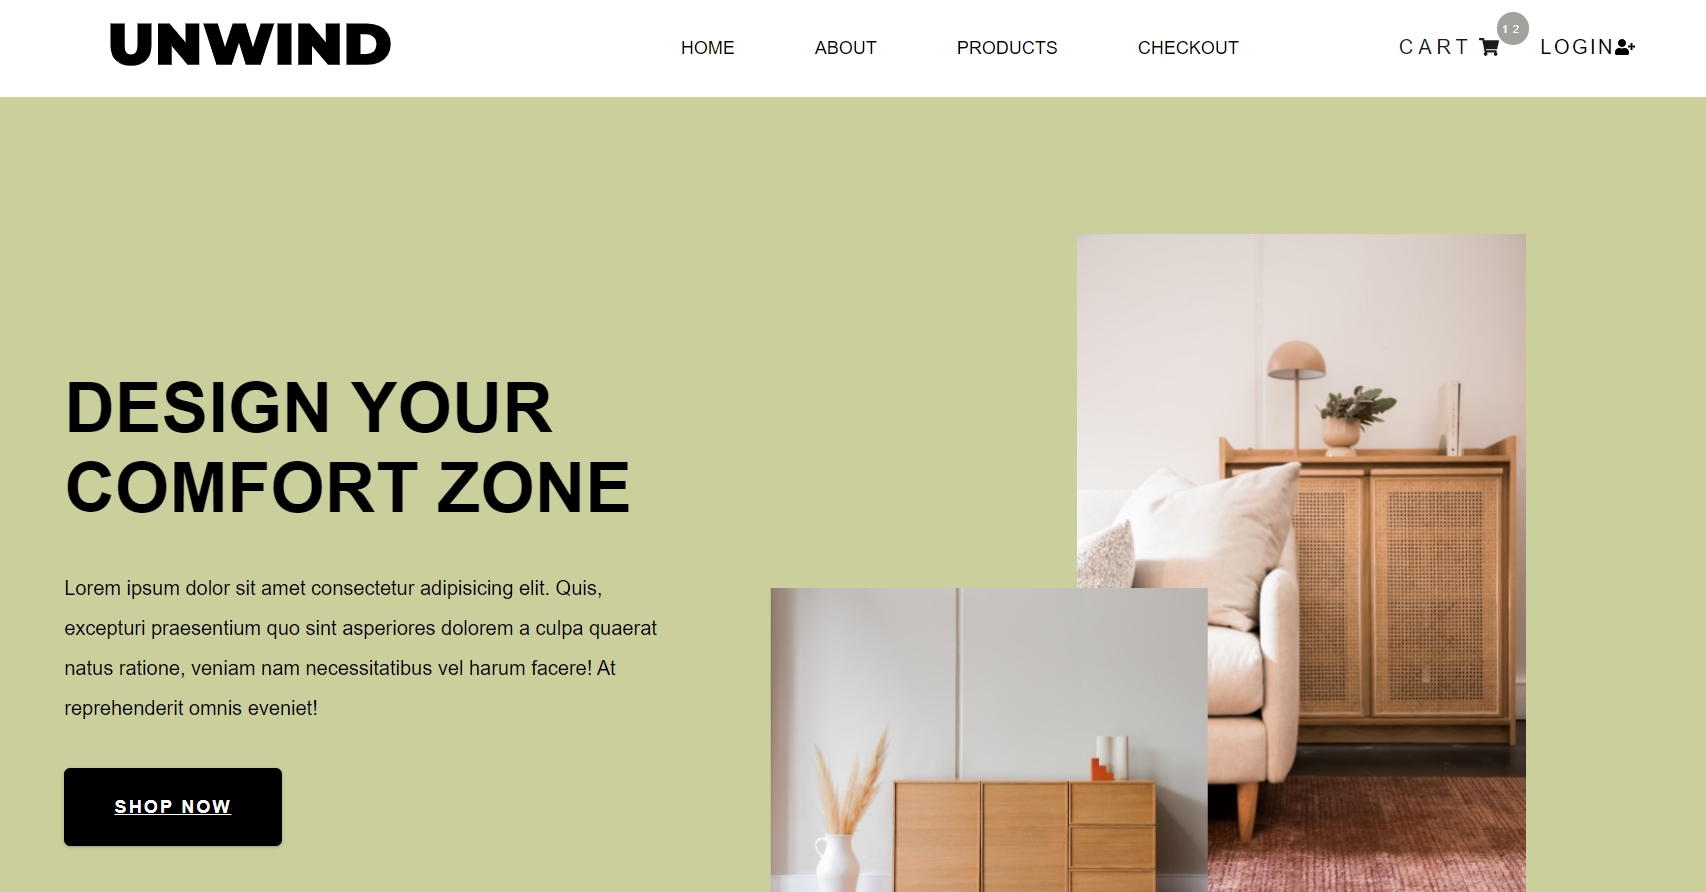 UNWIND
HOME ABOUT PRODUCTS CHECKOUT
CART 12 LOGIN
DESIGN YOUR
COMFORT ZONE
Lorem ipsum dolor sit amet consectetur adipisicing elit. Quis,
excepturi praesentium quo sint asperiores dolorem a culpa quaerat
natus ratione, veniam nam necessitatibus vel harum facere! At
reprehenderit omnis eveniet!
SHOP NOW